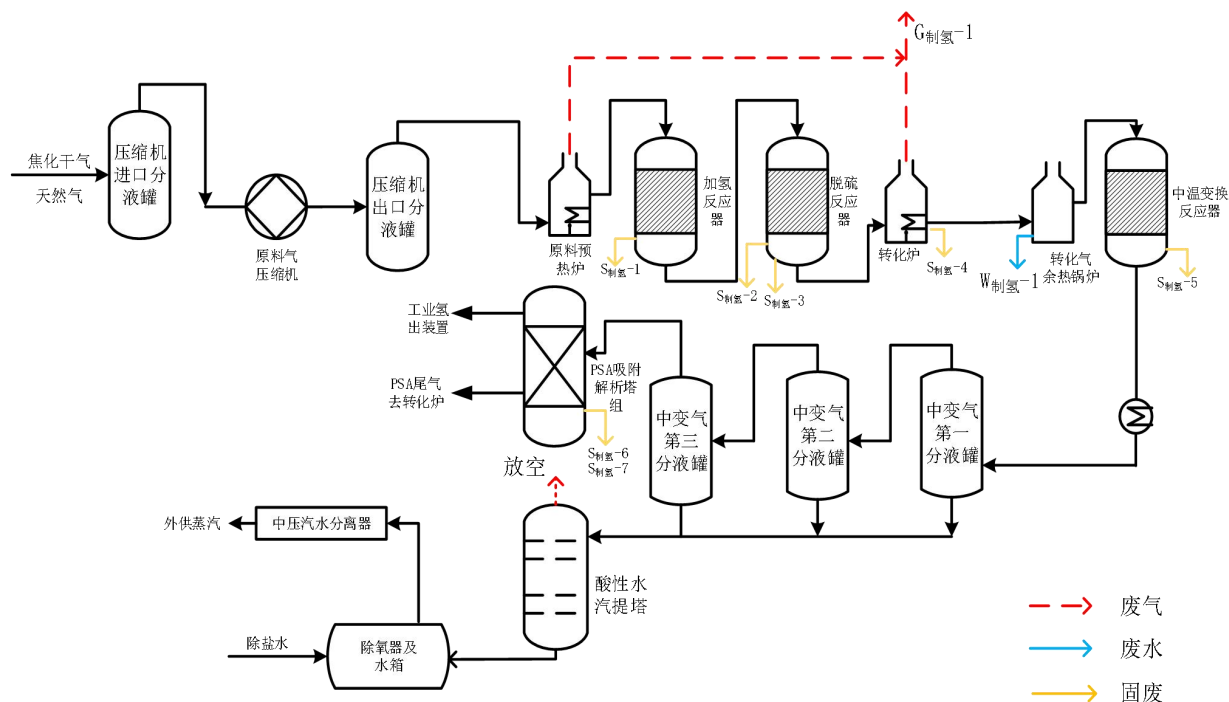 G制氢-1
焦化干气
天然气
压缩机
进口分
液罐
原料气
压缩机
压缩机
出口分
液罐
原料预
热炉
加氢
反应
器
脱硫
反应
器
转化炉
转化气
余热锅炉
中温变换
反应器
S制氢-1
S制氢-2
S制氢-3
S制氢-4
W制氢-1
S制氢-5
工业氢
出装置
PSA尾气
去转化炉
PSA吸附
解析塔
组
S制氢-6
S制氢-7
中变气
第三
分液罐
中变气
第二
分液罐
中变气
第一
分液罐
放空
外供蒸汽
中压汽水分离器
酸性水
汽提塔
除盐水
除氧器及
水箱
废气
废水
固废